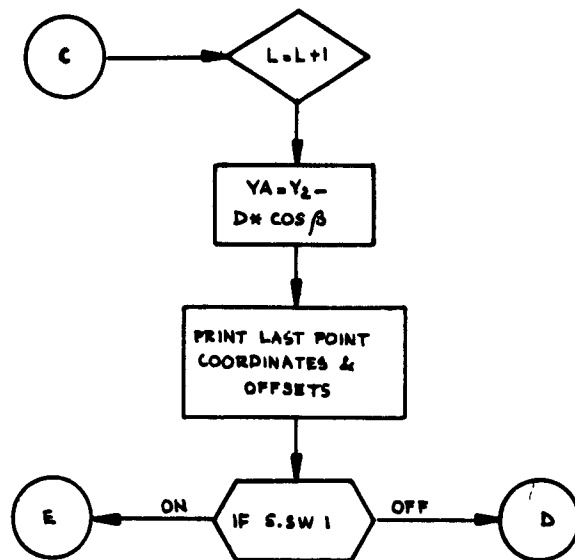 C
L=L+1
YA=Y2-
D* COS β
PRINT LAST POINT
COORDINATES &
OFFSETS
E
ON
IF S.SW 1
OFF
D